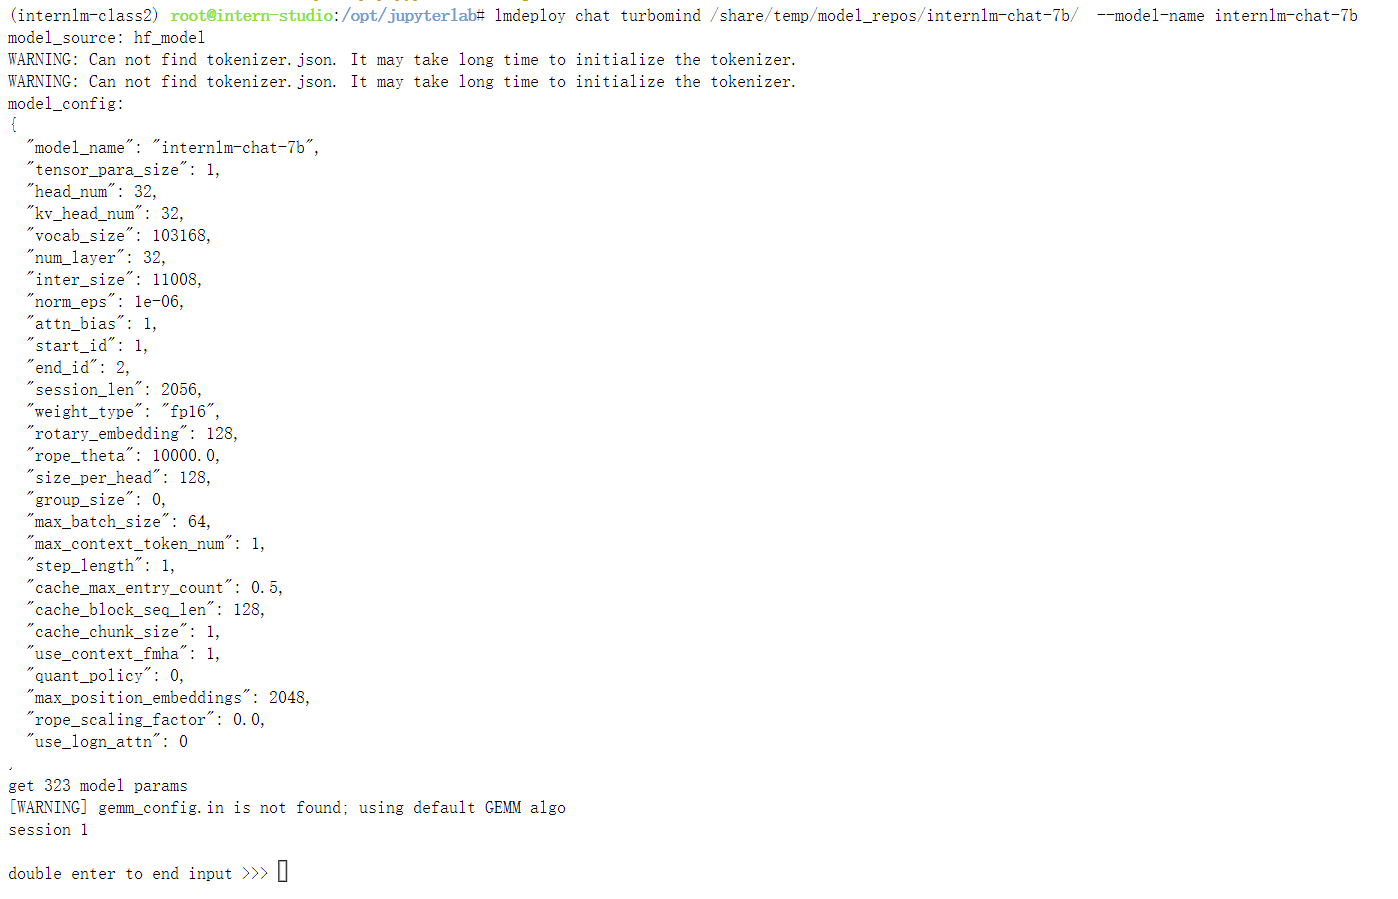 (internlm-class2) root@intern-studio:/opt/jupyterlab# lmdeploy chat turbomind /share/temp/model_repos/internlm-chat-7b/  --model-name internlm-chat-7b
model_source: hf_model
WARNING: Can not find tokenizer.json. It may take long time to initialize the tokenizer.
WARNING: Can not find tokenizer.json. It may take long time to initialize the tokenizer.
model_config:
{
  "model_name": "internlm-chat-7b",
  "tensor_para_size": 1,
  "head_num": 32,
  "kv_head_num": 32,
  "vocab_size": 103168,
  "num_layer": 32,
  "inter_size": 11008,
  "norm_eps": 1e-06,
  "attn_bias": 1,
  "start_id": 1,
  "end_id": 2,
  "session_len": 2056,
  "weight_type": "fp16",
  "rotary_embedding": 128,
  "rope_theta": 10000.0,
  "size_per_head": 128,
  "group_size": 0,
  "max_batch_size": 64,
  "max_context_token_num": 1,
  "step_length": 1,
  "cache_max_entry_count": 0.5,
  "cache_block_seq_len": 128,
  "cache_chunk_size": 1,
  "use_context_fmha": 1,
  "quant_policy": 0,
  "max_position_embeddings": 2048,
  "rope_scaling_factor": 0.0,
  "use_logn_attn": 0
get 323 model params
[WARNING] gemm_config.in is not found; using default GEMM algo
session 1
double enter to end input >>>